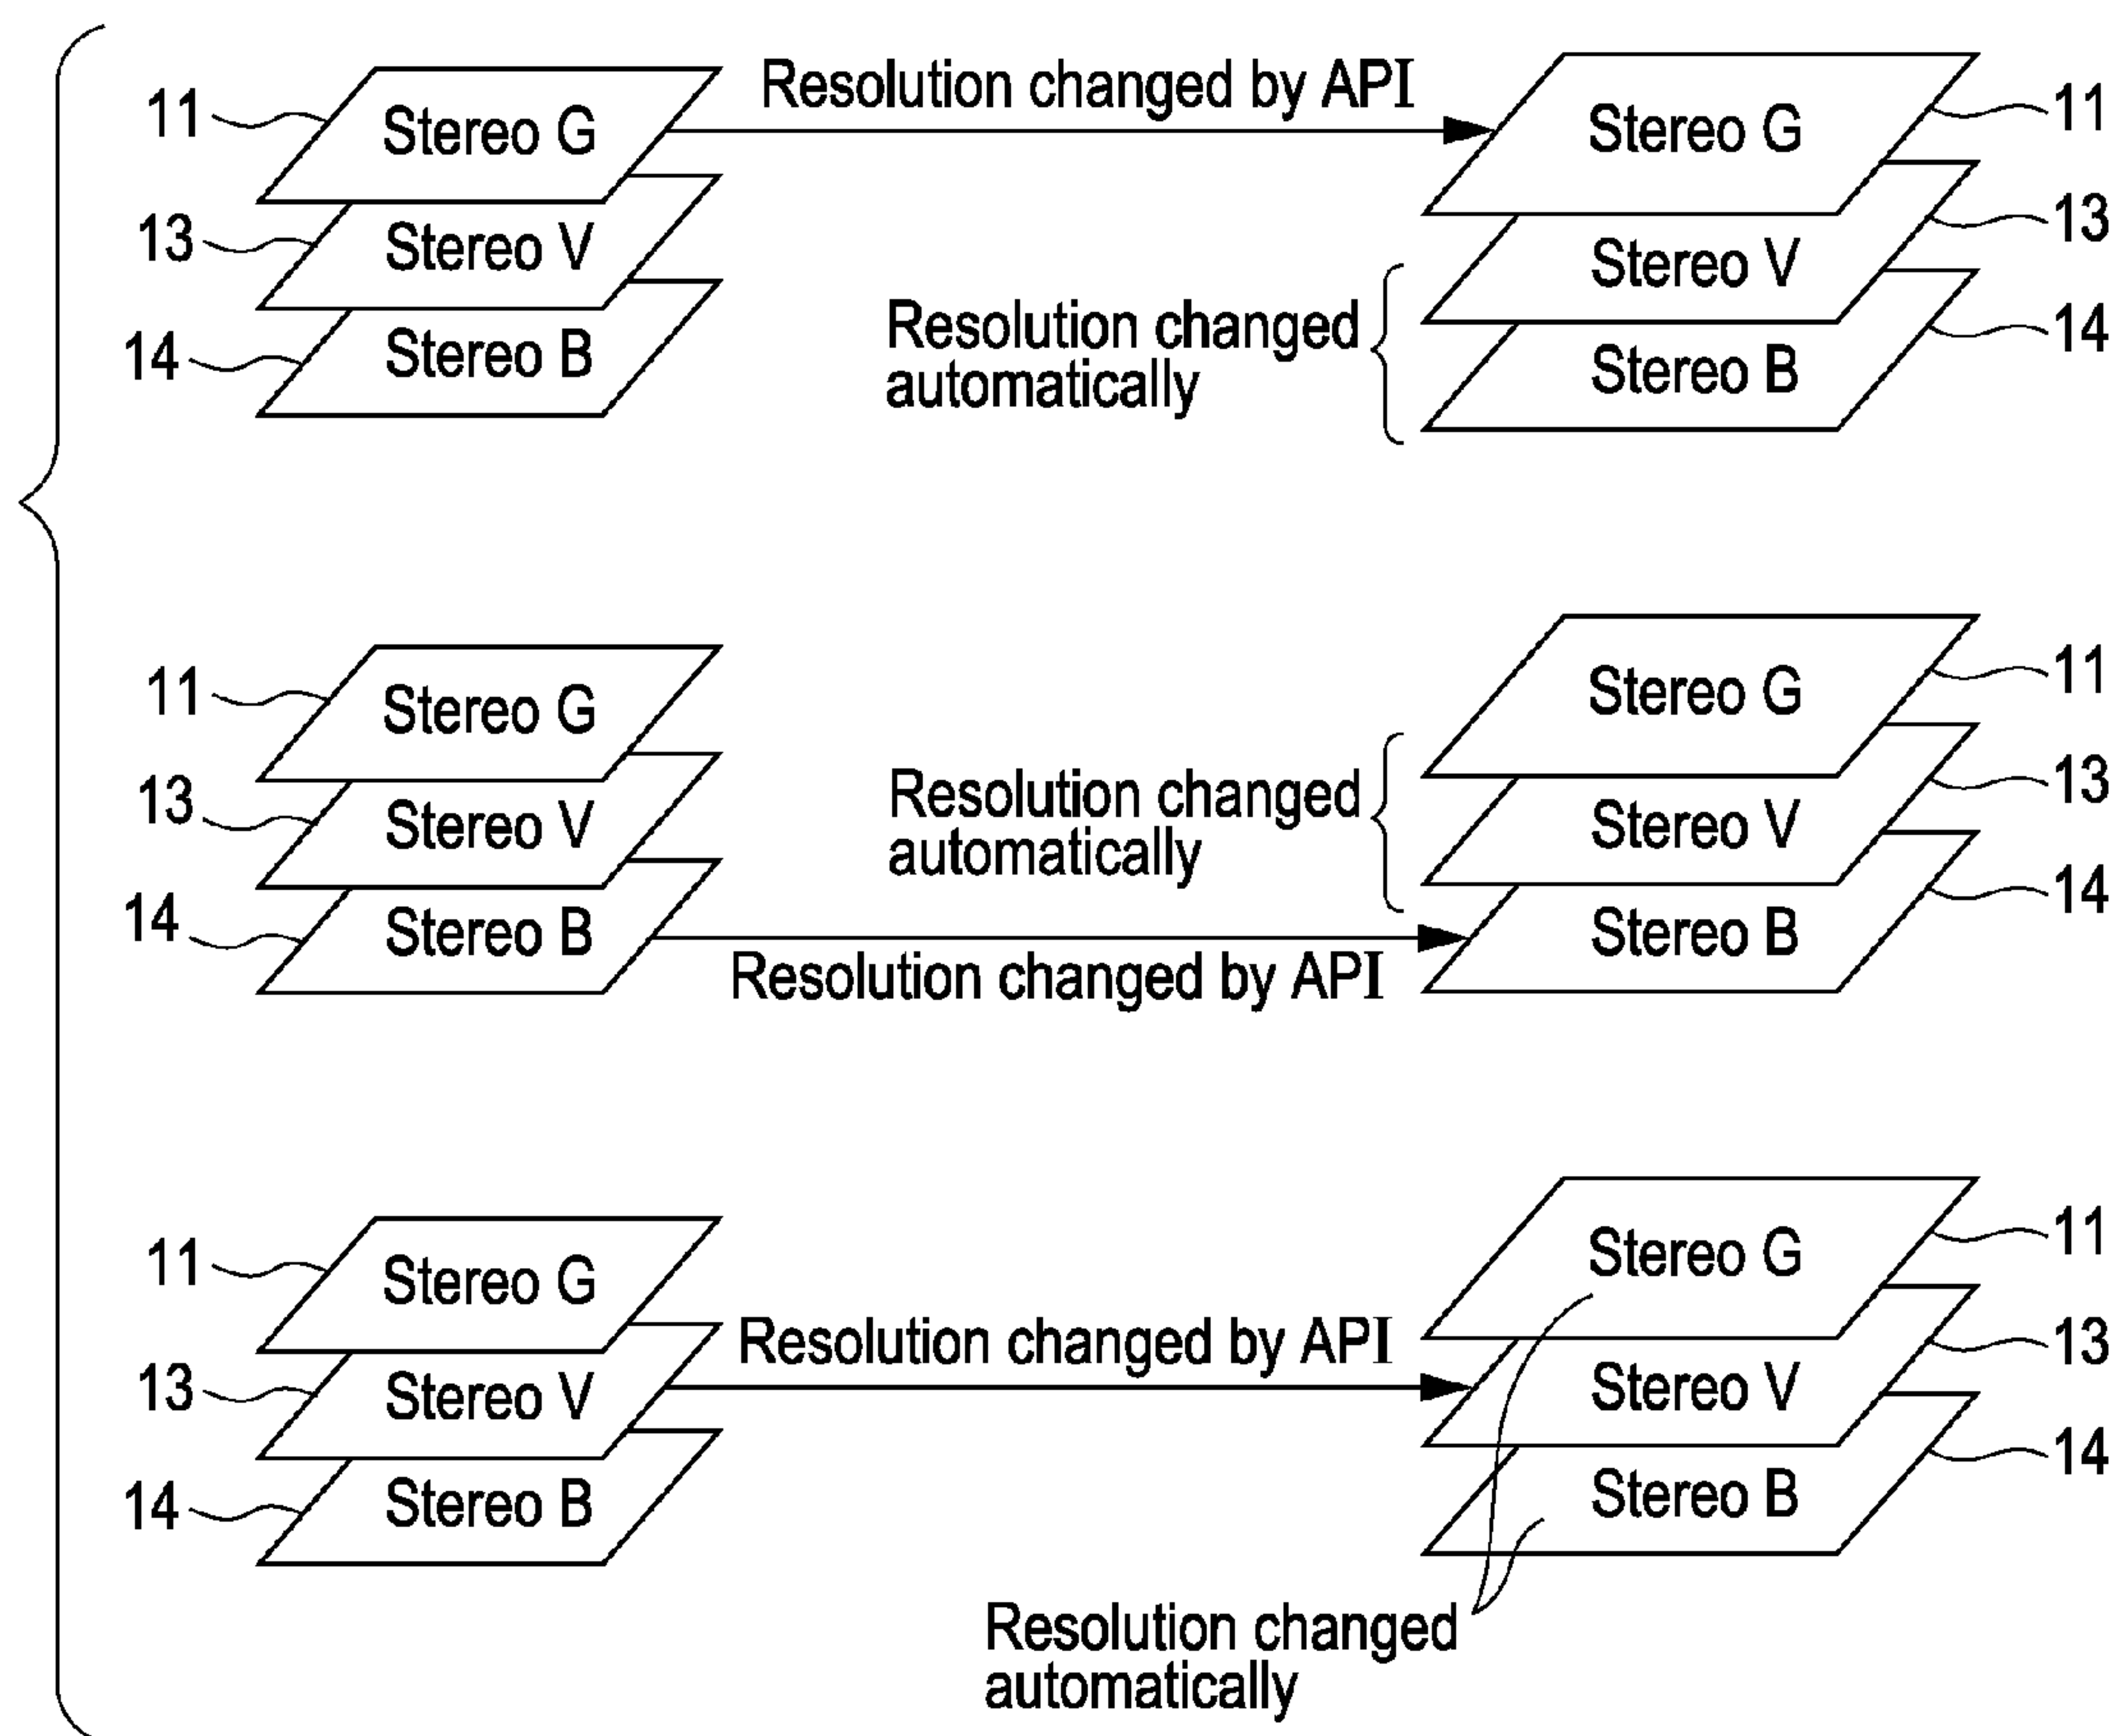 Resolution changed by API
11
Stereo G
Stereo G
11
13
Stereo V
Stereo V
13
14
Stereo B
Resolution changed
automatically
Stereo B
14
11
Stereo G
Stereo G
11
13
Stereo V
Resolution changed
automatically
Stereo V
13
14
Stereo B
Stereo B
14
Resolution changed by API
11
Stereo G
Stereo G
11
Resolution changed by API
13
Stereo V
Stereo V
13
14
Stereo B
Stereo B
14
Resolution changed
automatically